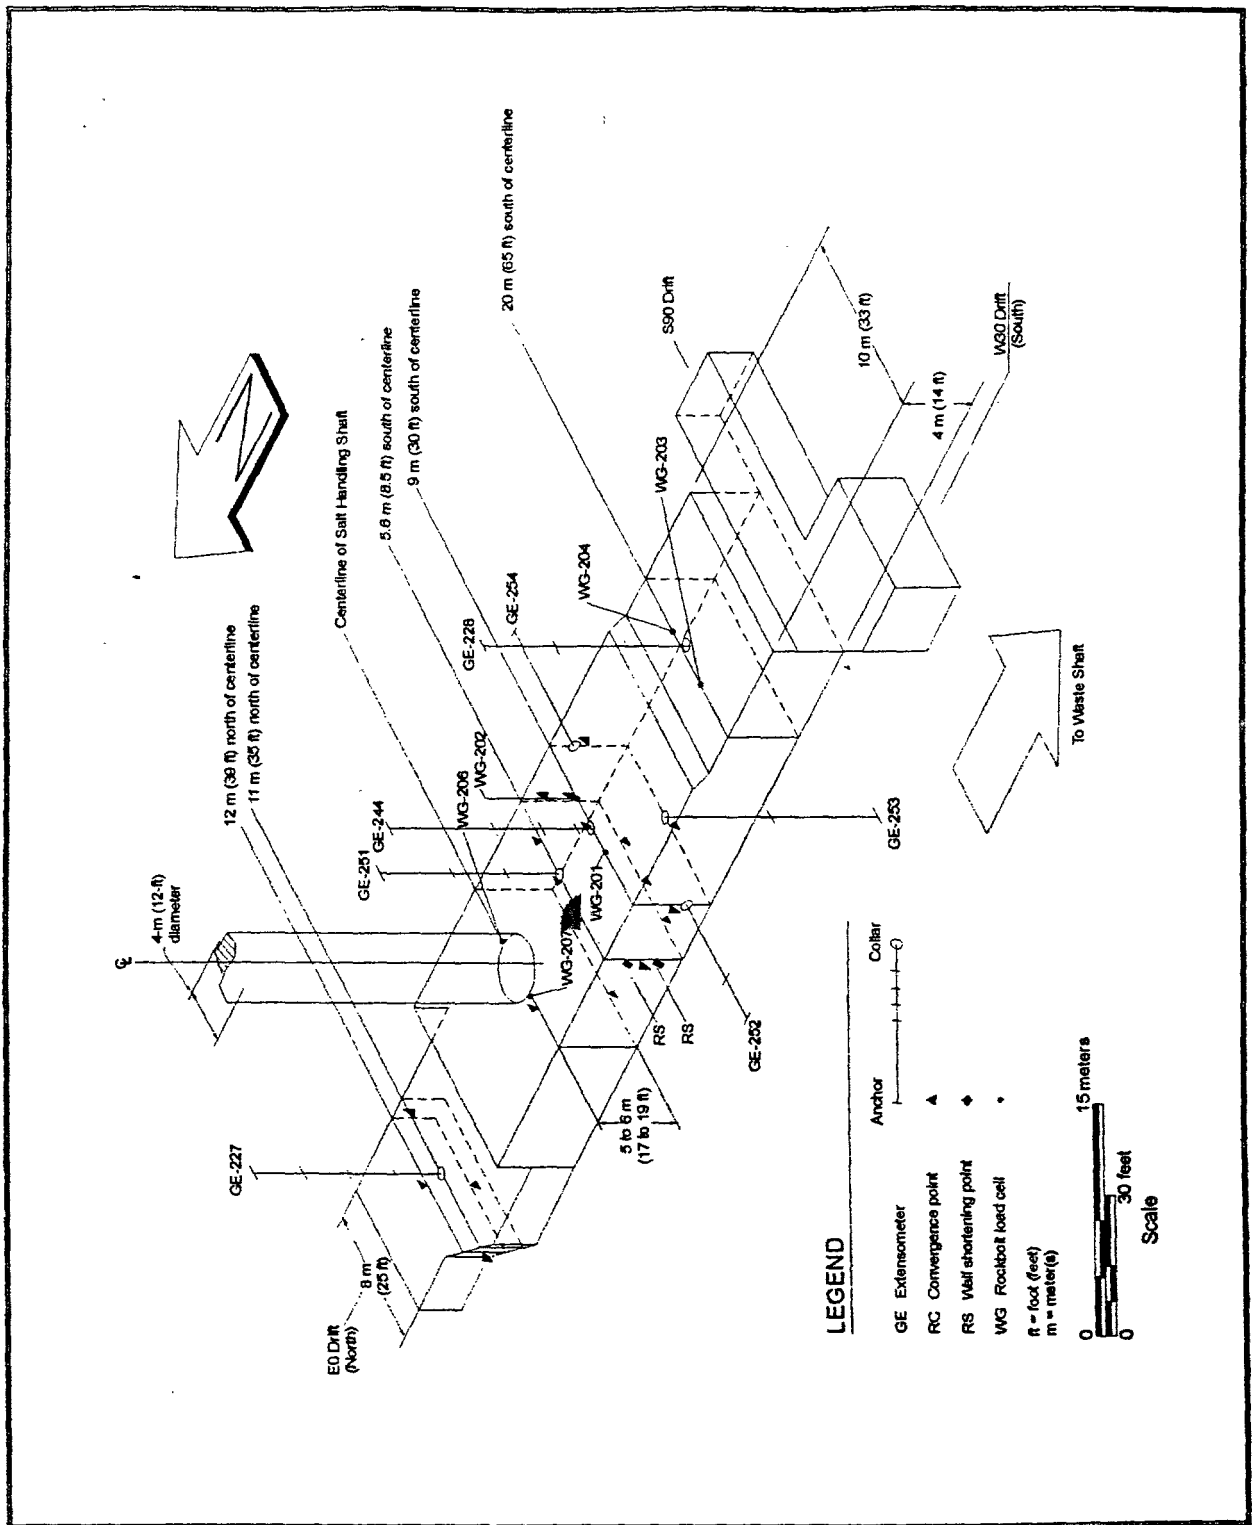 12 m (39 ft) north of centerline
11 m (35 ft) north of centerline
Centerline of Salt Handling Shaft
5.6 m (8.5 ft) south of centerline
9 m (30 ft) south of centerline
20 m (65 ft) south of centerline
4-m (12-ft)
diameter
℄
GE-227
GE-251
GE-244
WG-206
WG-202
GE-228
GE-254
WG-204
WG-203
S90 Drift
10 m (33 ft)
4 m (14 ft)
W30 Drift
(South)
WG-207
WG-201
RS
RS
GE-252
GE-253
To Waste Shaft
E0 Drift
(North)
8 m
(25 ft)
5 to 6 m
(17 to 19 ft)
N
LEGEND
Anchor
Collar
GE Extensometer
RC Convergence point
RS Wall shortening point
WG Rockbolt load cell
ft = foot (feet)
m = meter(s)
0
15 meters
0
30 feet
Scale